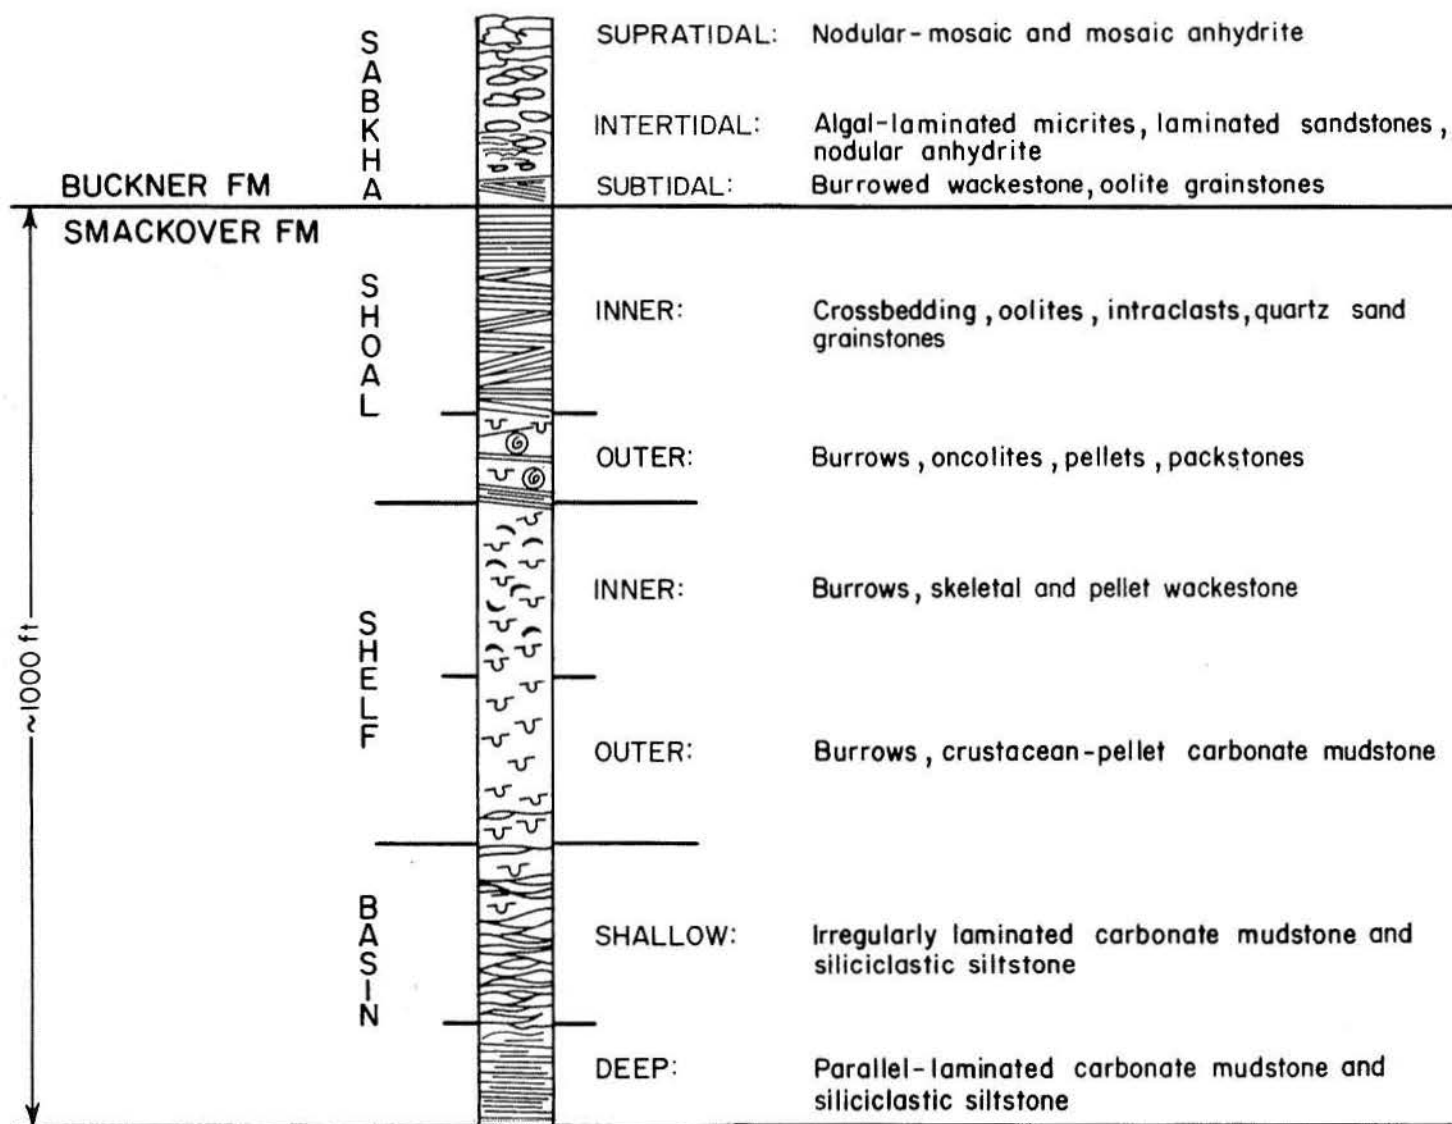 SABKHA
SUPRATIDAL: Nodular-mosaic and mosaic anhydrite
INTERTIDAL: Algal-laminated micrites, laminated sandstones,
nodular anhydrite
BUCKNER FM
SUBTIDAL: Burrowed wackestone, oolite grainstones
SMACKOVER FM
~1000 ft
SHOAL
INNER: Crossbedding, oolites, intraclasts, quartz sand
grainstones
OUTER: Burrows, oncolites, pellets, packstones
SHELF
INNER: Burrows, skeletal and pellet wackestone
OUTER: Burrows, crustacean-pellet carbonate mudstone
BASIN
SHALLOW: Irregularly laminated carbonate mudstone and
siliciclastic siltstone
DEEP: Parallel-laminated carbonate mudstone and
siliciclastic siltstone